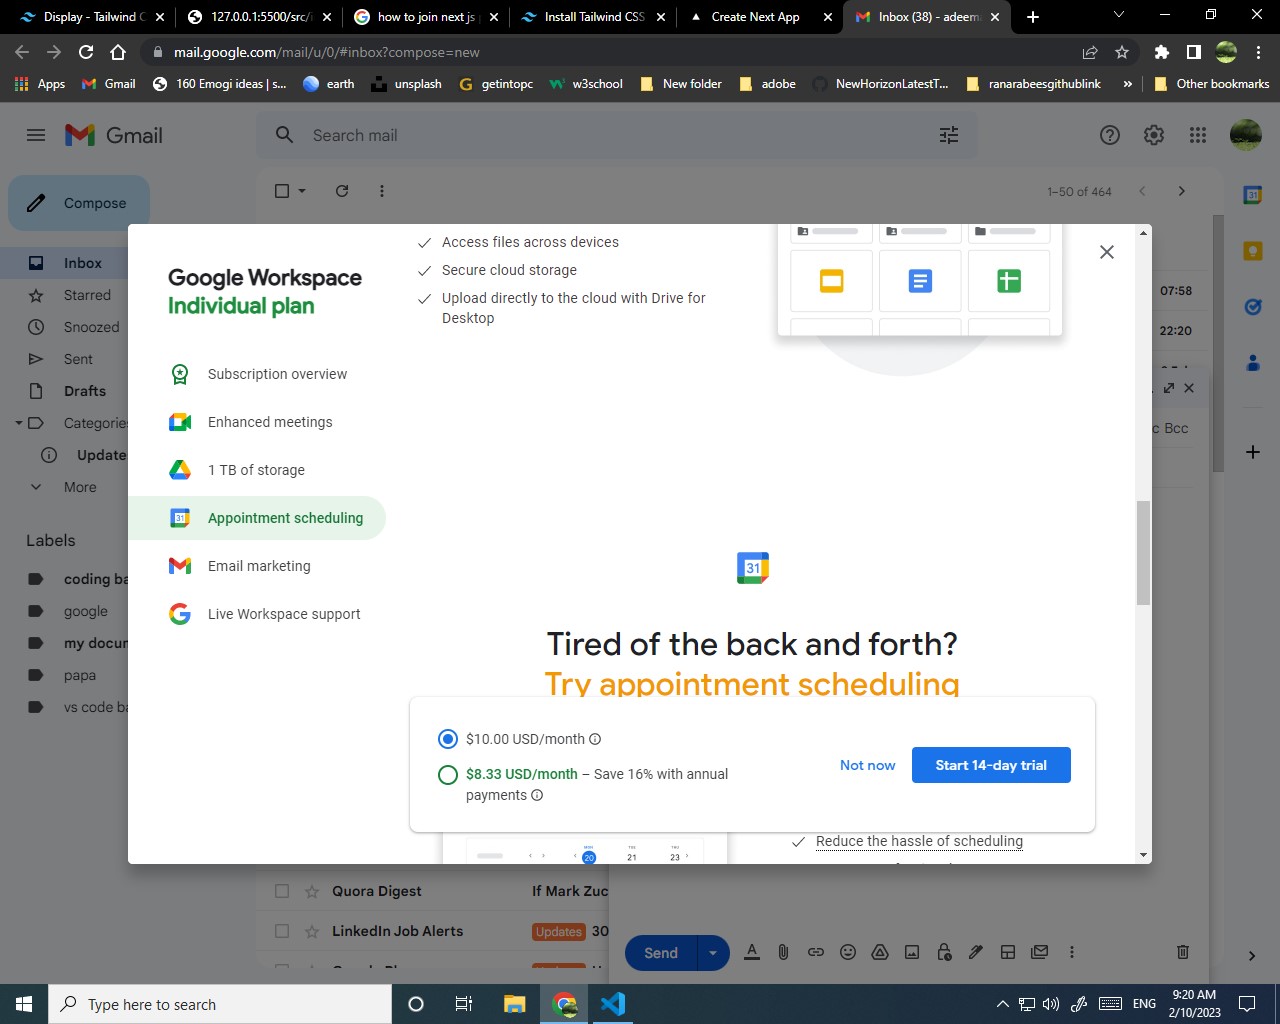 Display - Tailwind C
127.0.0.1:5500/src/i
how to join next js
Install Tailwind CSS
Create Next App
Inbox (38) - adeem
mail.google.com/mail/u/0/#inbox?compose=new
Apps
Gmail
160 Emogi ideas | s...
earth
unsplash
getintopc
w3school
New folder
adobe
NewHorizonLatestT...
ranarabeesgithublink
»
Other bookmarks
Gmail
Search mail
Compose
1–50 of 464
Inbox
Starred
Snoozed
Sent
Drafts
Categories
Update
More
Labels
coding ba
google
my docum
papa
vs code ba
07:58
22:20
Bcc
Google Workspace
Individual plan
Subscription overview
Enhanced meetings
1 TB of storage
31
Appointment scheduling
Email marketing
Live Workspace support
Access files across devices
Secure cloud storage
Upload directly to the cloud with Drive for
Desktop
31
Tired of the back and forth?
Try appointment scheduling
$10.00 USD/month
$8.33 USD/month – Save 16% with annual
payments
Not now
Start 14-day trial
MON
TUE
THU
20
21
23
Reduce the hassle of scheduling
Quora Digest
If Mark Zuc
LinkedIn Job Alerts
Updates
30
Send
31
Type here to search
ENG
9:20 AM
2/10/2023